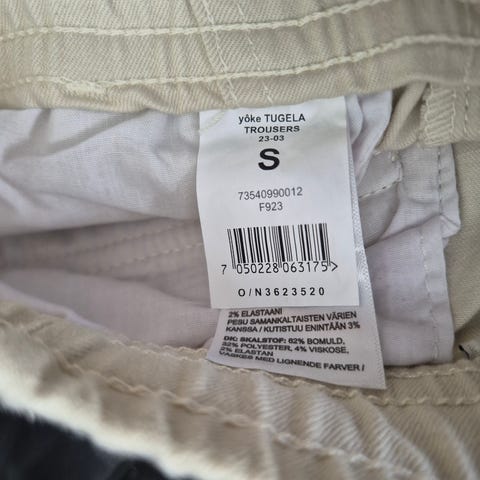 yôke TUGELA
TROUSERS
23-03
S
73540990012
F923
7 050228 063175>
O/N3623520
2% ELASTAANI
PESU SAMANKALTAISTEN VÄRIEN
KANSSA / KUTISTUU ENINTÄÄN 3%
DK: SKALSTOF: 62% BOMULD,
32% POLYESTER, 4% VISKOSE,
2% ELASTAN
VASKES MED LIGNENDE FARVER /